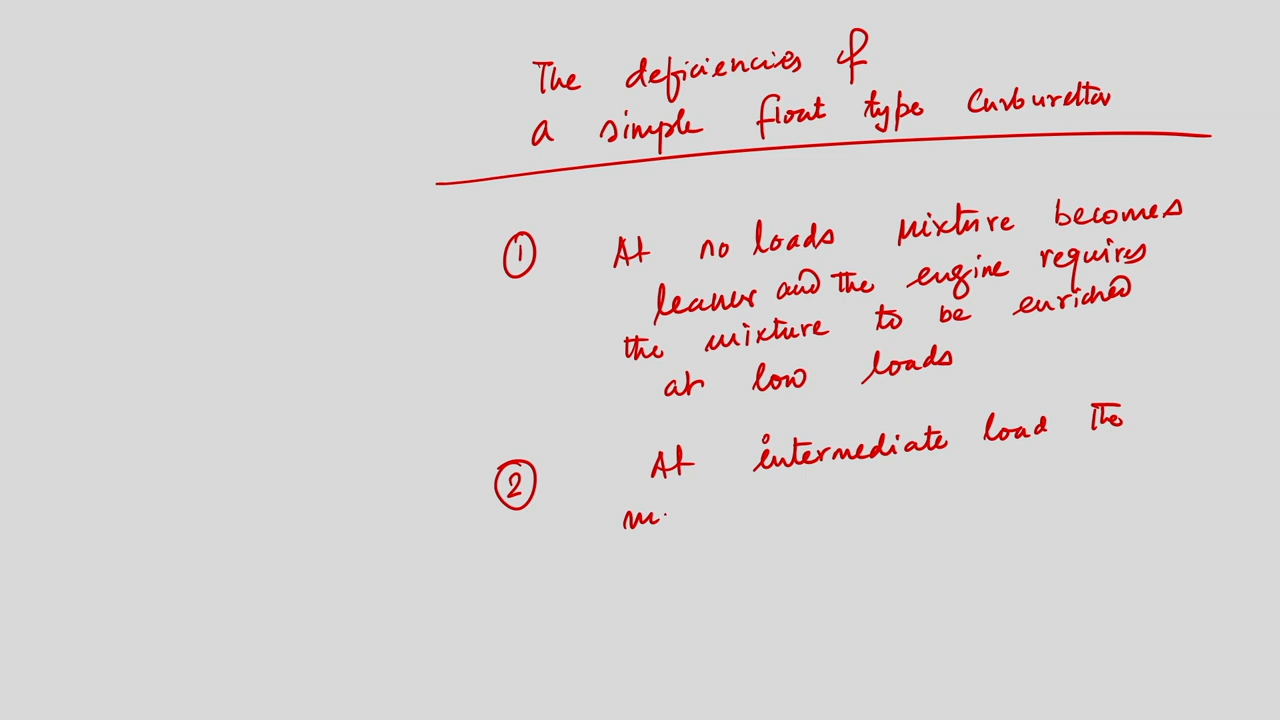 The deficiencies of
a simple float type Carburettor
① At no loads mixture becomes
leaner and the engine requires
the mixture to be enriched
at low loads
② At intermediate load the
m.